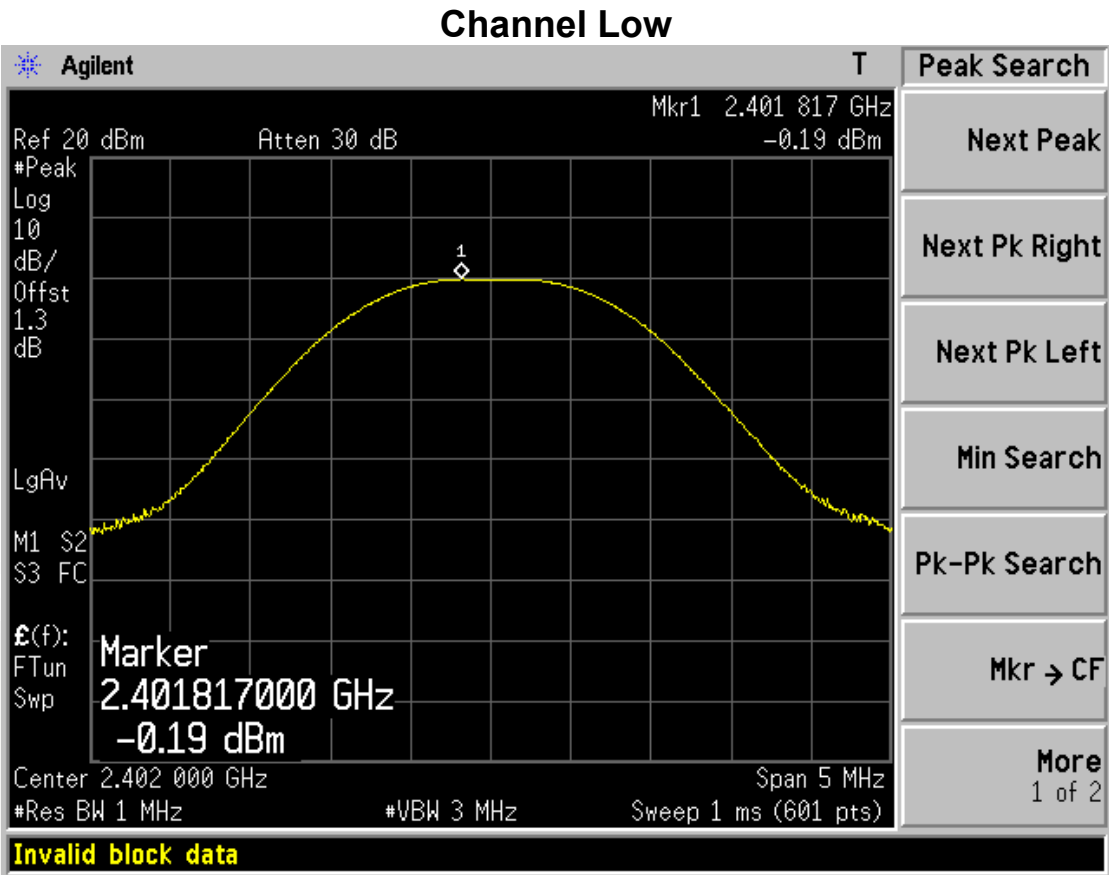 Channel Low
Agilent T Peak Search
Mkr1 2.401 817 GHz
Ref 20 dBm Atten 30 dB -0.19 dBm
#Peak
Log
10
dB/
Offst
1.3
dB
1
LgAv
M1 S2
S3 FC
£(f):
FTun
Swp
Marker
2.401817000 GHz
-0.19 dBm
Center 2.402 000 GHz Span 5 MHz
#Res BW 1 MHz #VBW 3 MHz Sweep 1 ms (601 pts)
Invalid block data
Next Peak
Next Pk Right
Next Pk Left
Min Search
Pk-Pk Search
Mkr → CF
More
1 of 2